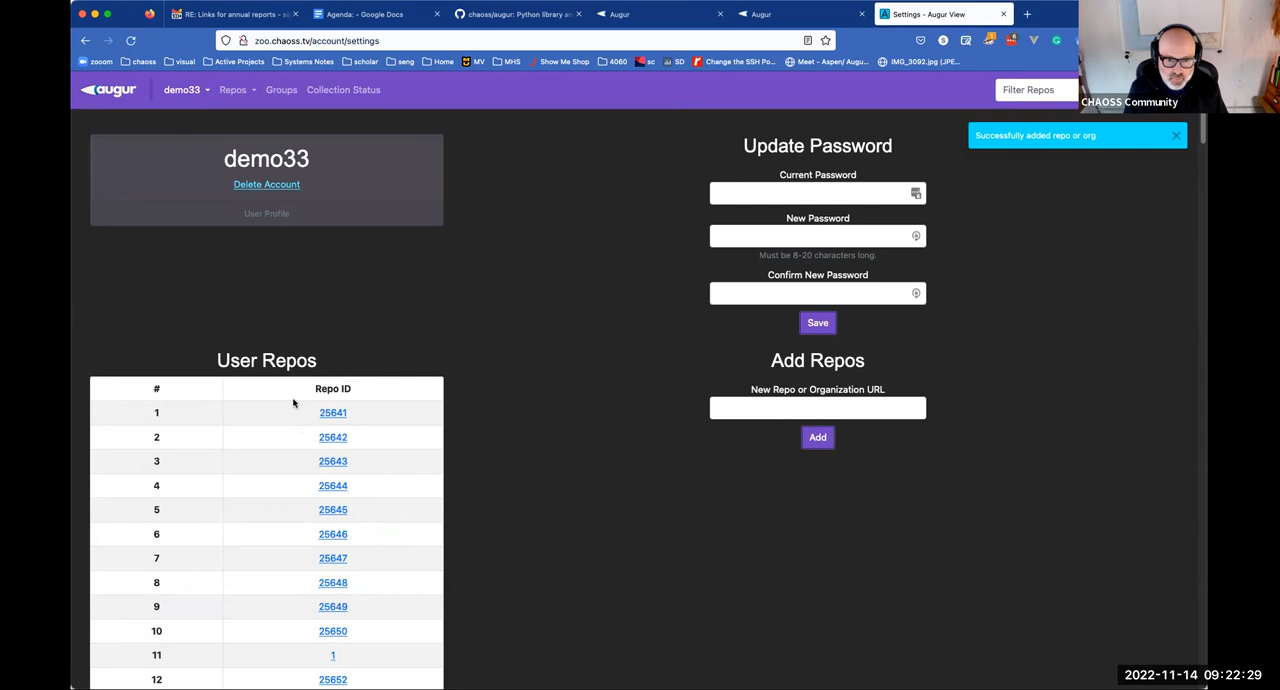 RE: Links for annual reports - s
Agenda: - Google Docs
chaoss/augur: Python library an
Augur
Augur
Settings - Augur View
zoo.chaoss.tv/account/settings
zooom
chaoss
visual
Active Projects
Systems Notes
scholar
seng
Home
MV
MHS
Show Me Shop
4060
sc
SD
Change the SSH Po...
Meet - Aspen/ Augu...
IMG_3092.jpg (JPE...
CHAOSS Community
augur
demo33
Repos
Groups
Collection Status
Filter Repos
Successfully added repo or org
demo33
Delete Account
User Profile
Update Password
Current Password
New Password
Must be 8-20 characters long.
Confirm New Password
Save
User Repos
# Repo ID
1 25641
2 25642
3 25643
4 25644
5 25645
6 25646
7 25647
8 25648
9 25649
10 25650
11 1
12 25652
Add Repos
New Repo or Organization URL
Add
2022-11-14 09:22:29